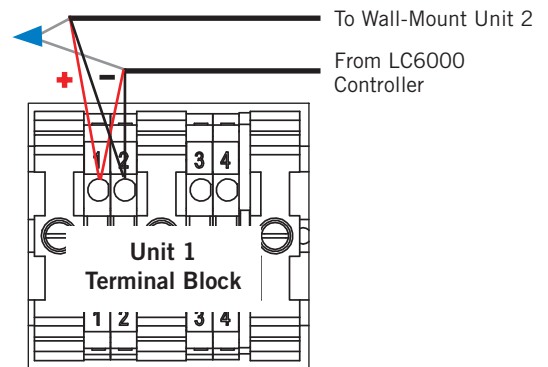 To Wall-Mount Unit 2
From LC6000
Controller
+ –
1 2 3 4
Unit 1
Terminal Block
1 2 3 4